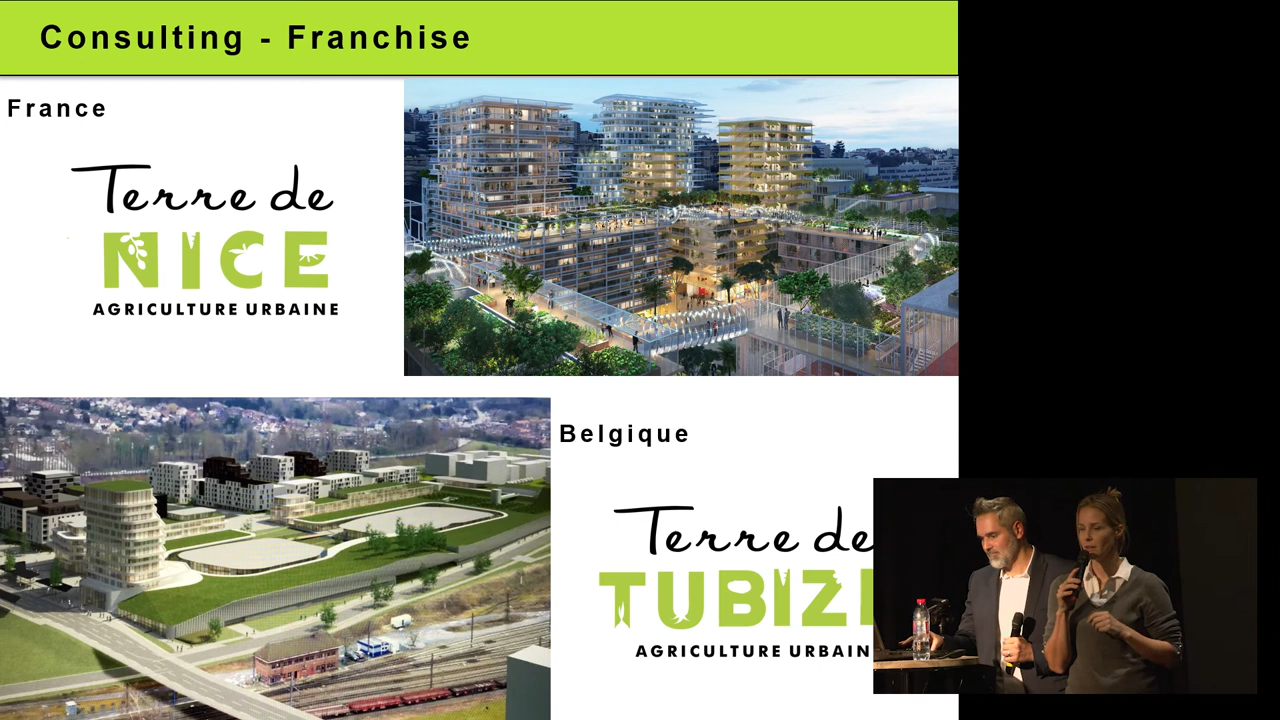 Consulting - Franchise
France
Terre de
NICE
AGRICULTURE URBAINE
Belgique
Terre de
TUBIZ
AGRICULTURE URBAIN